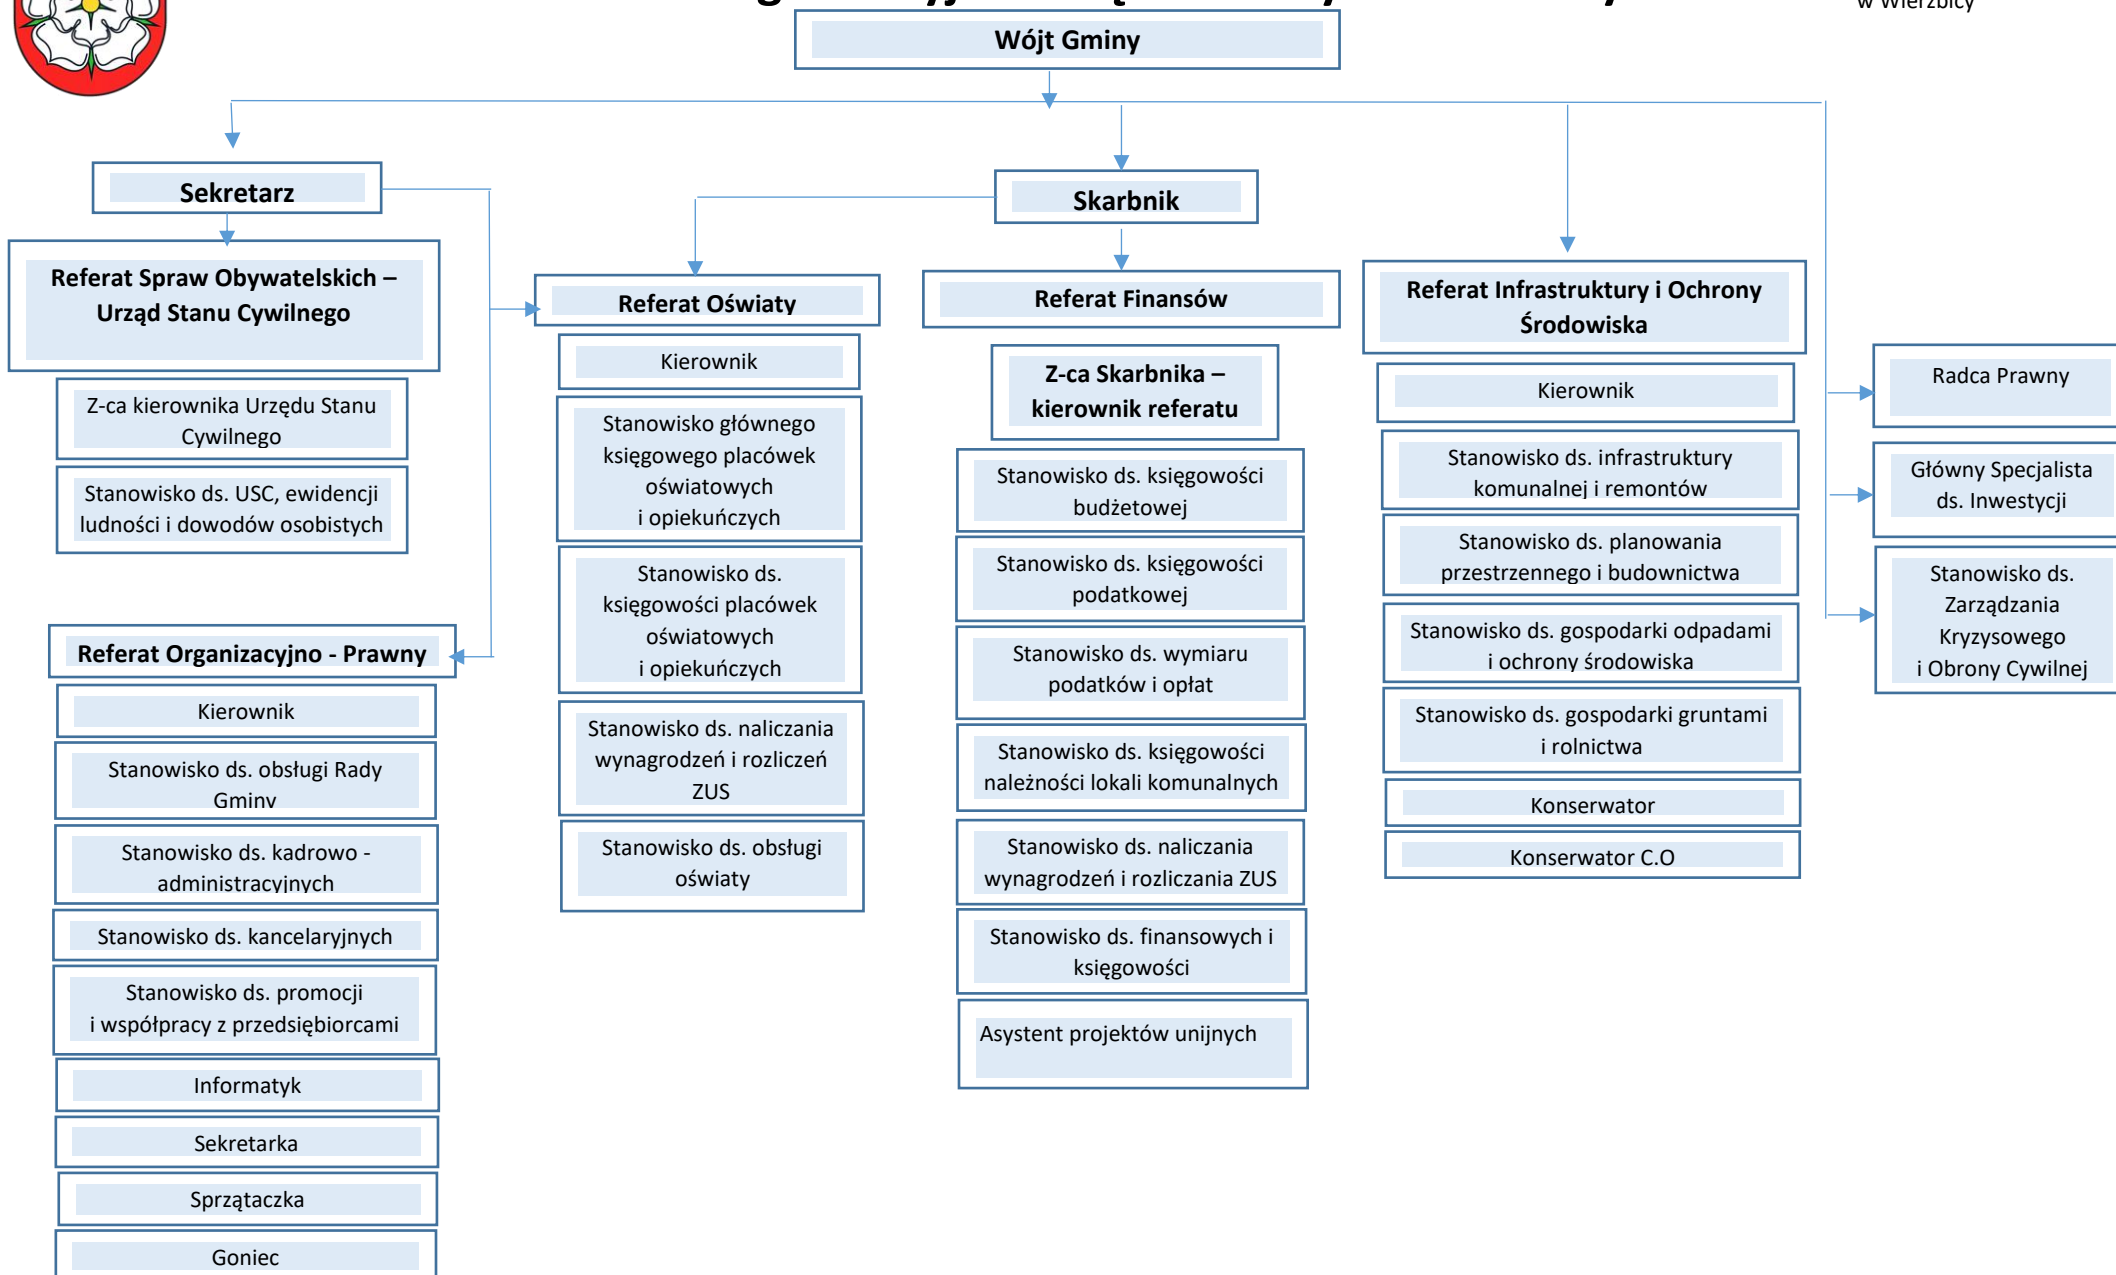 w Wierzbicy
Wójt Gminy
Sekretarz
Skarbnik
Referat Spraw Obywatelskich –
Urząd Stanu Cywilnego
Z-ca kierownika Urzędu Stanu
Cywilnego
Stanowisko ds. USC, ewidencji
ludności i dowodów osobistych
Referat Organizacyjno - Prawny
Kierownik
Stanowisko ds. obsługi Rady
Gminy
Stanowisko ds. kadrowo -
administracyjnych
Stanowisko ds. kancelaryjnych
Stanowisko ds. promocji
i współpracy z przedsiębiorcami
Informatyk
Sekretarka
Sprzątaczka
Goniec
Referat Oświaty
Kierownik
Stanowisko głównego
księgowego placówek
oświatowych
i opiekuńczych
Stanowisko ds.
księgowości placówek
oświatowych
i opiekuńczych
Stanowisko ds. naliczania
wynagrodzeń i rozliczeń
ZUS
Stanowisko ds. obsługi
oświaty
Referat Finansów
Z-ca Skarbnika –
kierownik referatu
Stanowisko ds. księgowości
budżetowej
Stanowisko ds. księgowości
podatkowej
Stanowisko ds. wymiaru
podatków i opłat
Stanowisko ds. księgowości
należności lokali komunalnych
Stanowisko ds. naliczania
wynagrodzeń i rozliczania ZUS
Stanowisko ds. finansowych i
księgowości
Asystent projektów unijnych
Referat Infrastruktury i Ochrony
Środowiska
Kierownik
Stanowisko ds. infrastruktury
komunalnej i remontów
Stanowisko ds. planowania
przestrzennego i budownictwa
Stanowisko ds. gospodarki odpadami
i ochrony środowiska
Stanowisko ds. gospodarki gruntami
i rolnictwa
Konserwator
Konserwator C.O
Radca Prawny
Główny Specjalista
ds. Inwestycji
Stanowisko ds.
Zarządzania
Kryzysowego
i Obrony Cywilnej